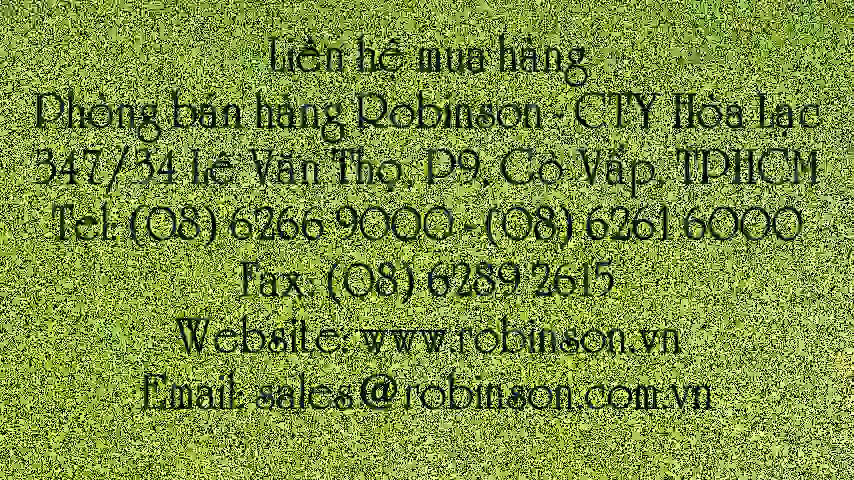 Liên hệ mua hàng
Phòng bán hàng Robinson - CTY Hòa Lạc
347/34 Lê Văn Thọ, P9, Gò Vấp, TPHCM
Tel: (08) 6266 9000 - (08) 6261 6000
Fax: (08) 6289 2615
Website: www.robinson.vn
Email: sales@robinson.com.vn